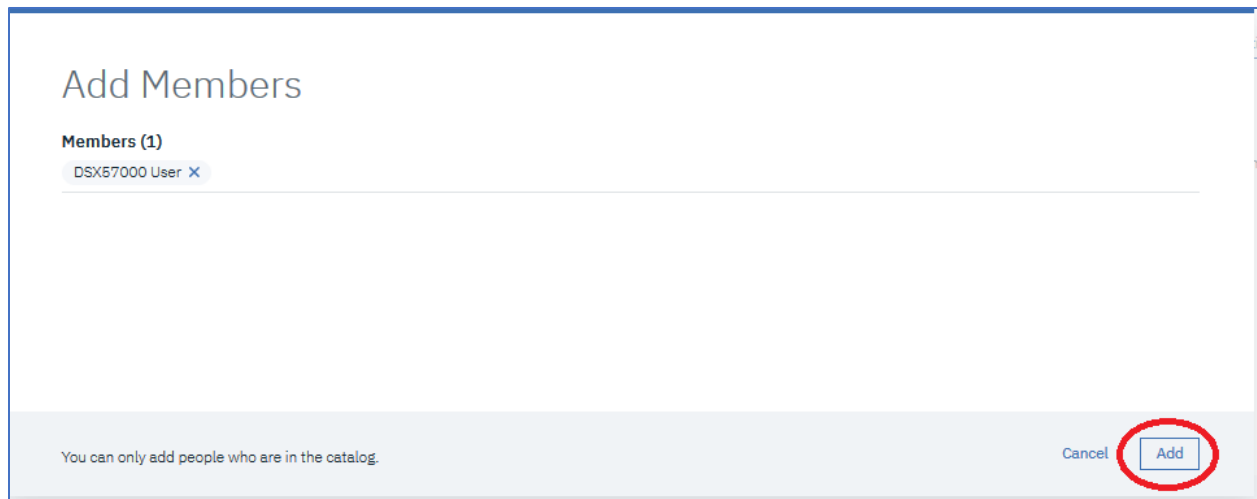 Add Members
Members (1)
DSX57000 User ×
You can only add people who are in the catalog.
Cancel
Add